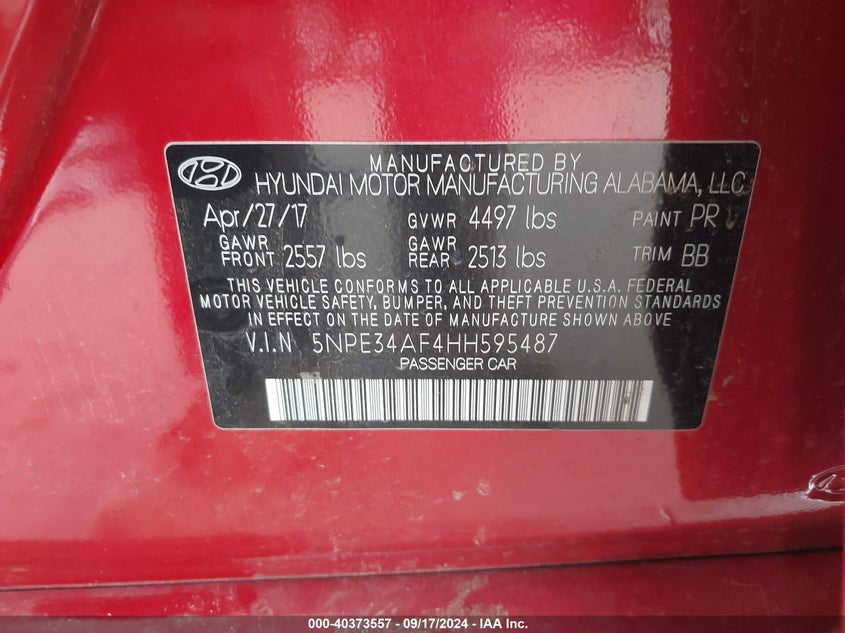 MANUFACTURED BY
HYUNDAI MOTOR MANUFACTURING ALABAMA, LLC
Apr/27/17 GVWR 4497 lbs PAINT PR
GAWR FRONT 2557 lbs GAWR REAR 2513 lbs TRIM BB
THIS VEHICLE CONFORMS TO ALL APPLICABLE U.S.A. FEDERAL
MOTOR VEHICLE SAFETY, BUMPER, AND THEFT PREVENTION STANDARDS
IN EFFECT ON THE DATE OF MANUFACTURE SHOWN ABOVE.
V.I.N 5NPE34AF4HH595487
PASSENGER CAR
000-40373557 - 09/17/2024 - IAA Inc.